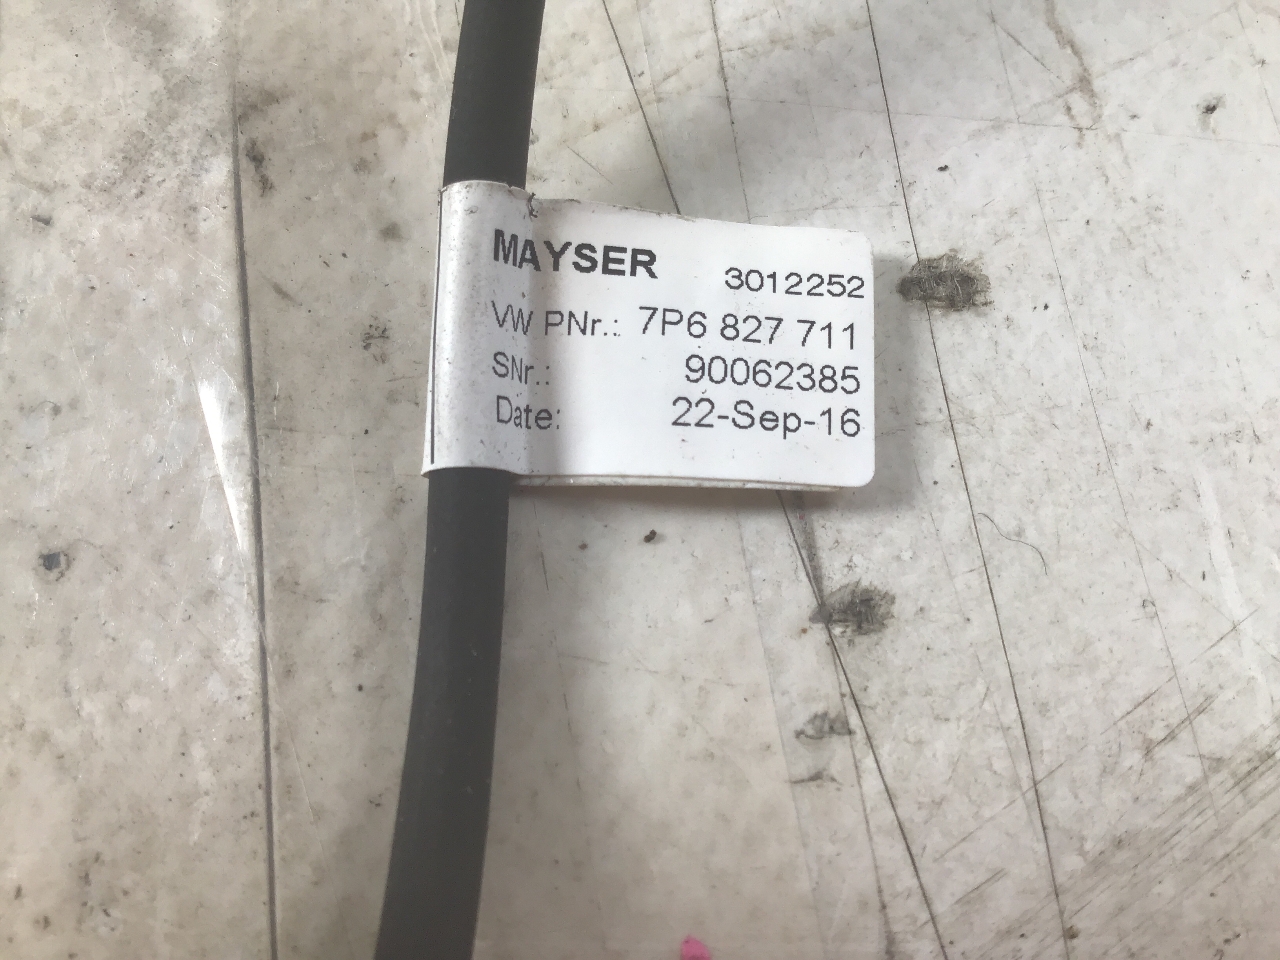 MAYSER 3012252
VW PNr.: 7P6 827 711
SNr.: 90062385
Date: 22-Sep-16